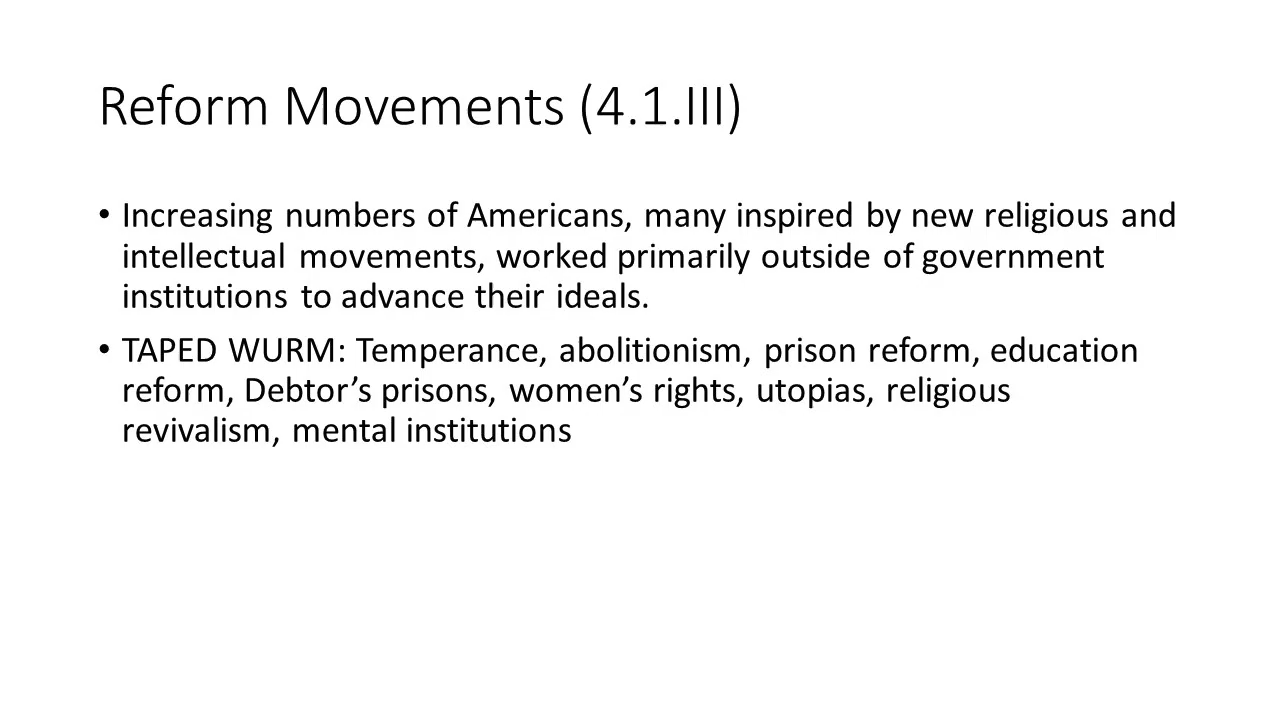 Reform Movements (4.1.III)
• Increasing numbers of Americans, many inspired by new religious and
intellectual movements, worked primarily outside of government
institutions to advance their ideals.
• TAPED WURM: Temperance, abolitionism, prison reform, education
reform, Debtor’s prisons, women’s rights, utopias, religious
revivalism, mental institutions